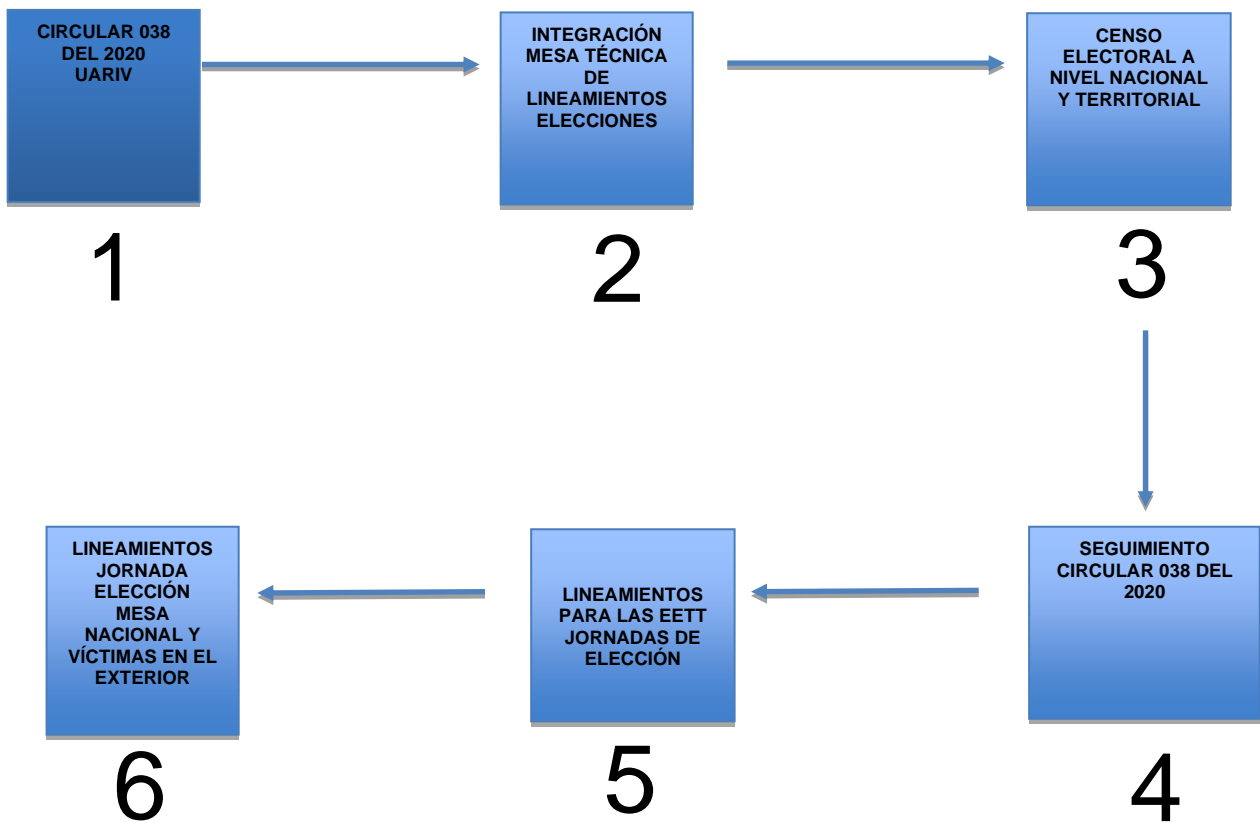 CIRCULAR 038
DEL 2020
UARIV
1
INTEGRACIÓN
MESA TÉCNICA
DE
LINEAMIENTOS
ELECCIONES
2
CENSO
ELECTORAL A
NIVEL NACIONAL
Y TERRITORIAL
3
SEGUIMIENTO
CIRCULAR 038 DEL
2020
4
LINEAMIENTOS
PARA LAS EETT
JORNADAS DE
ELECCIÓN
5
LINEAMIENTOS
JORNADA
ELECCIÓN
MESA
NACIONAL Y
VÍCTIMAS EN EL
EXTERIOR
6